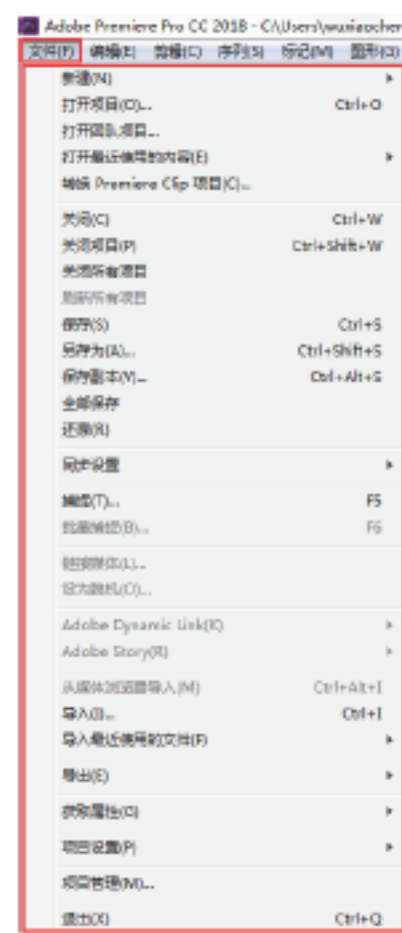 Adobe Premiere Pro CC 2018 - C:\Users\wuxiaochen
文件(F) 编辑(E) 剪辑(C) 序列(S) 标记(M) 图形(G)
新建(N)
打开项目(O)... Ctrl+O
打开团队项目...
打开最近使用的内容(E)
转换 Premiere Clip 项目(C)...
关闭(C) Ctrl+W
关闭项目(P) Ctrl+Shift+W
关闭所有项目
刷新所有项目
保存(S) Ctrl+S
另存为(A)... Ctrl+Shift+S
保存副本(Y)... Ctrl+Alt+S
全部保存
还原(R)
同步设置
捕捉(T)... F5
批量捕捉(B)... F6
链接媒体(L)...
设为脱机(O)...
Adobe Dynamic Link(K)
Adobe Story(R)
从媒体浏览器导入(M) Ctrl+Alt+I
导入(I)... Ctrl+I
导入最近使用的文件(F)
导出(E)
获取属性(G)
项目设置(P)
项目管理(M)...
退出(X) Ctrl+Q